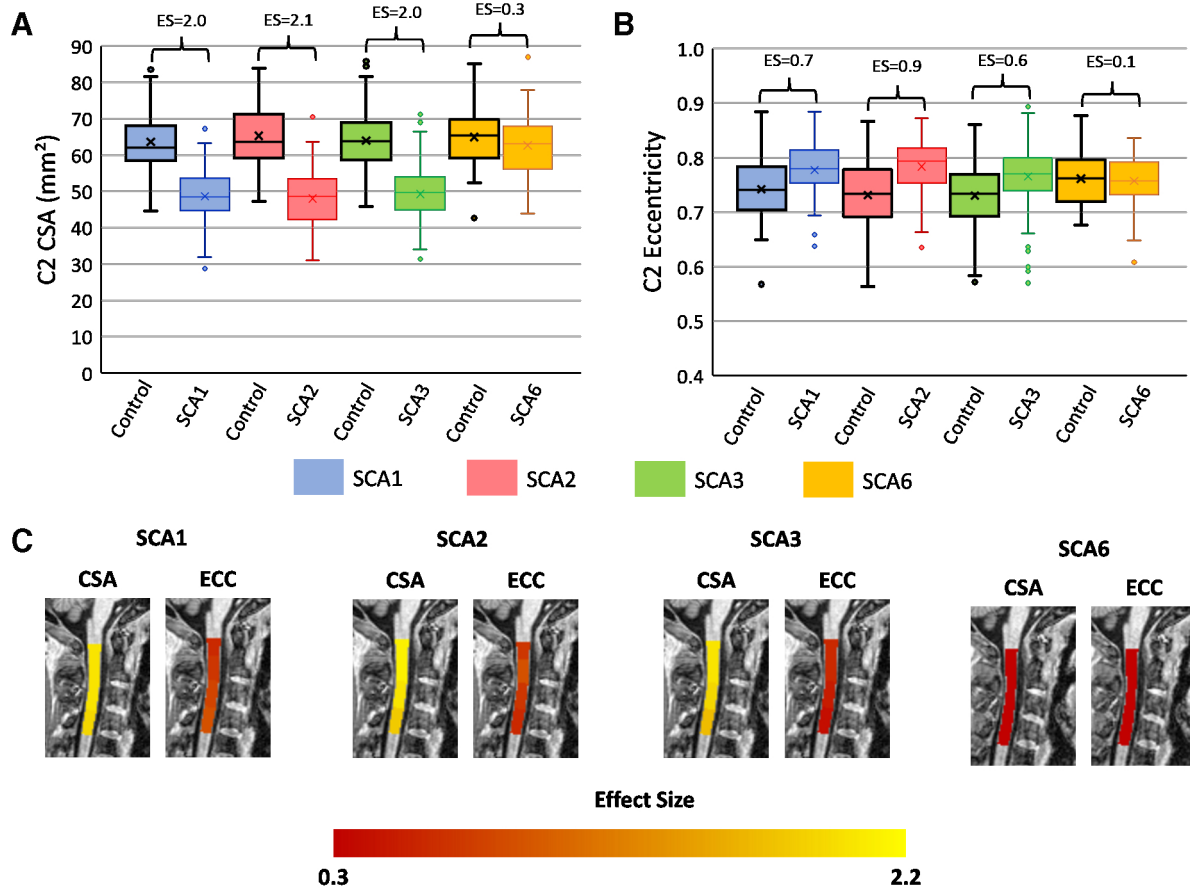 A
ES=2.0
ES=2.1
ES=2.0
ES=0.3
C2 CSA (mm²)
90
80
70
60
50
40
30
20
10
0
Control
SCA1
Control
SCA2
Control
SCA3
Control
SCA6
B
ES=0.7
ES=0.9
ES=0.6
ES=0.1
C2 Eccentricity
1.0
0.9
0.8
0.7
0.6
0.5
0.4
Control
SCA1
Control
SCA2
Control
SCA3
Control
SCA6
SCA1 SCA2 SCA3 SCA6
C
SCA1 SCA2 SCA3 SCA6
CSA ECC CSA ECC CSA ECC CSA ECC
Effect Size
0.3 2.2